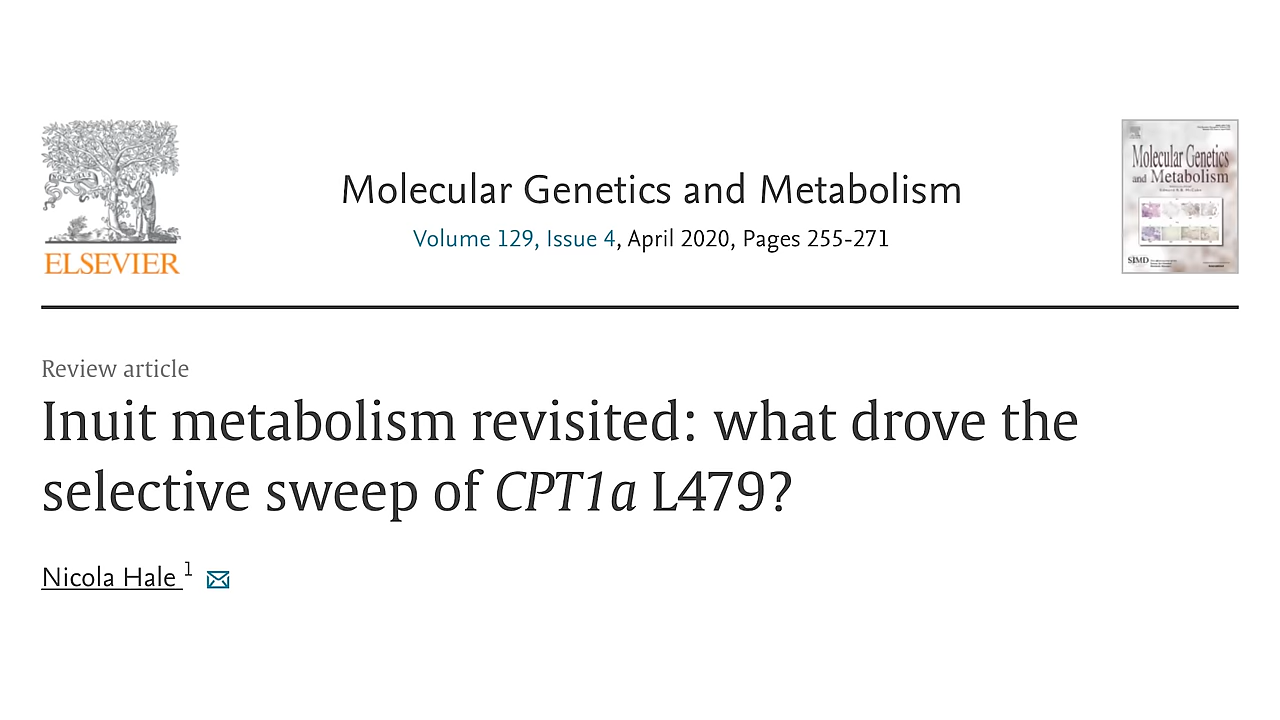 ELSEVIER
Molecular Genetics and Metabolism
Volume 129, Issue 4, April 2020, Pages 255-271
Molecular Genetics
and Metabolism
SIMD
Review article
Inuit metabolism revisited: what drove the
selective sweep of CPT1a L479?
Nicola Hale 1